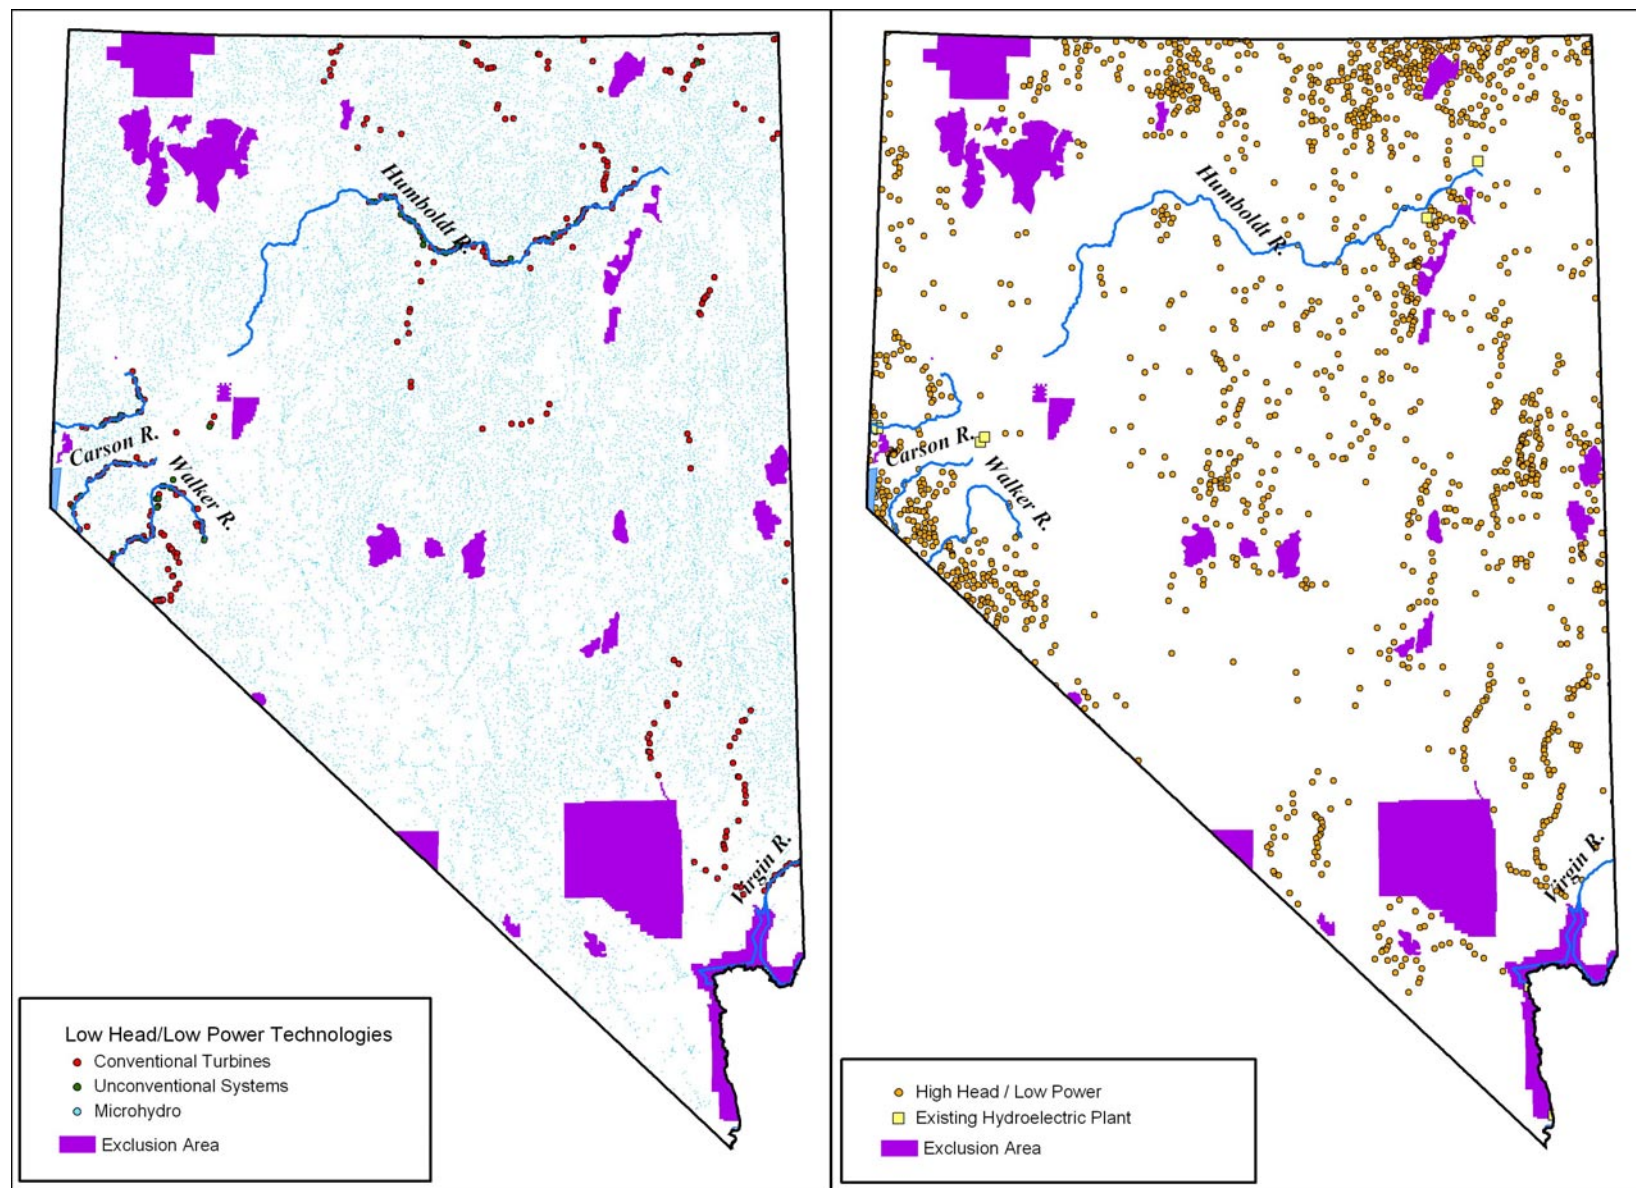 Humboldt R.
Carson R.
Walker R.
Virgin R.
Low Head/Low Power Technologies
Conventional Turbines
Unconventional Systems
Microhydro
Exclusion Area
Humboldt R.
Carson R.
Walker R.
Virgin R.
High Head / Low Power
Existing Hydroelectric Plant
Exclusion Area